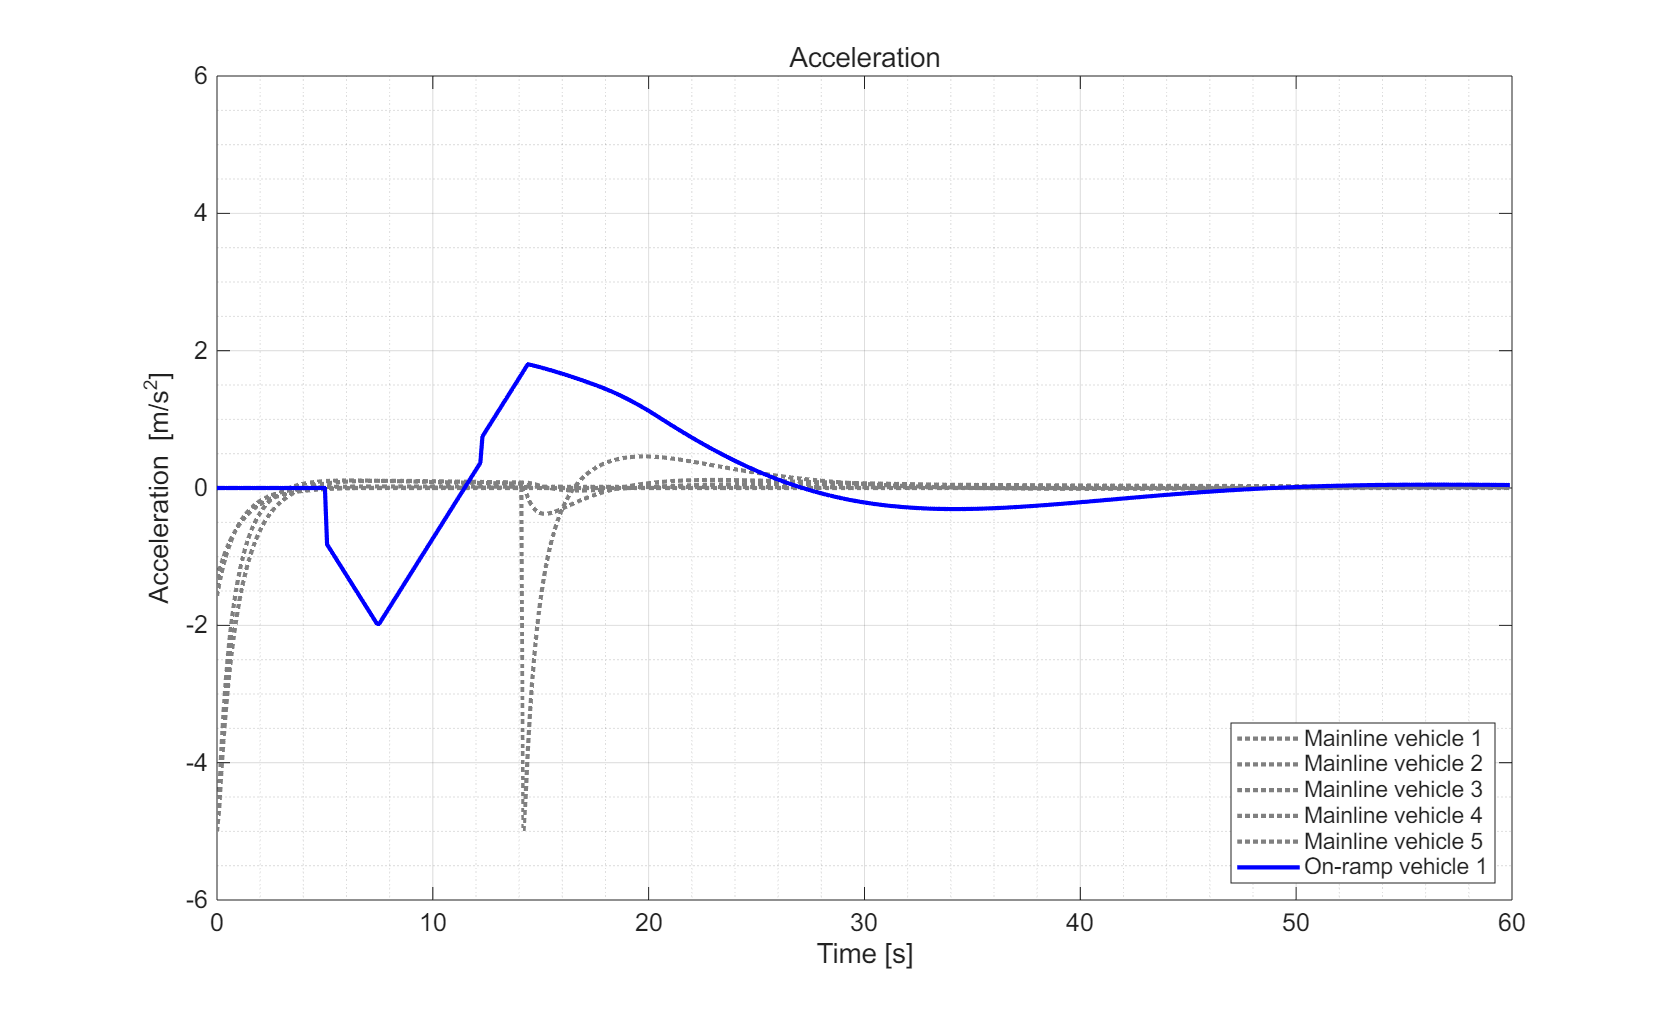 Acceleration
6
4
2
0
-2
-4
-6
Acceleration [m/s²]
0 10 20 30 40 50 60
Time [s]
Mainline vehicle 1
Mainline vehicle 2
Mainline vehicle 3
Mainline vehicle 4
Mainline vehicle 5
On-ramp vehicle 1